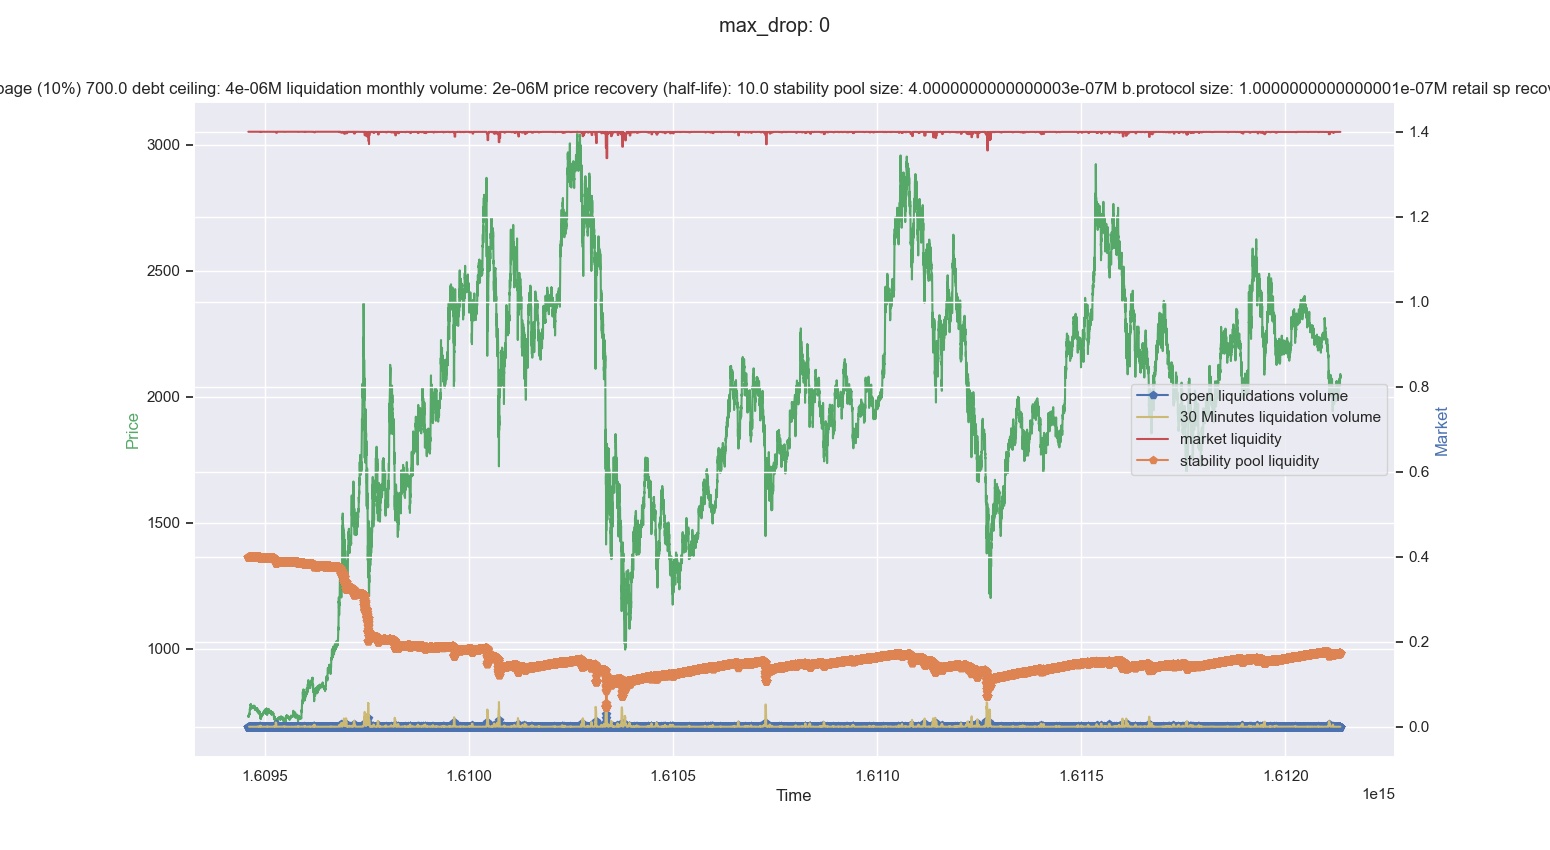 max_drop: 0
page (10%) 700.0 debt ceiling: 4e-06M liquidation monthly volume: 2e-06M price recovery (half-life): 10.0 stability pool size: 4.0000000000000003e-07M b.protocol size: 1.0000000000000001e-07M retail sp recov
3000
2500
2000
1500
1000
Price
1.4
1.2
1.0
0.8
0.6
0.4
0.2
0.0
Market
open liquidations volume
30 Minutes liquidation volume
market liquidity
stability pool liquidity
1.6095
1.6100
1.6105
1.6110
1.6115
1.6120
Time
1e15